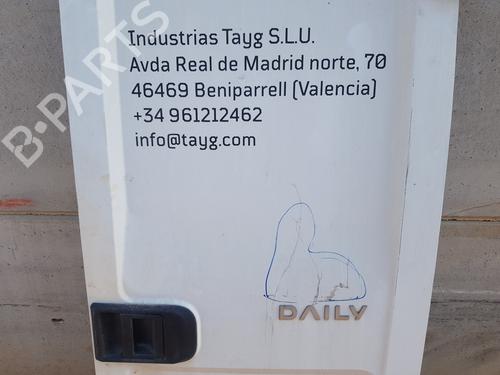 Industrias Tayg S.L.U.
Avda Real de Madrid norte, 70
46469 Beniparrell (Valencia)
+34 961212462
info@tayg.com
DAILY
B-PARTS